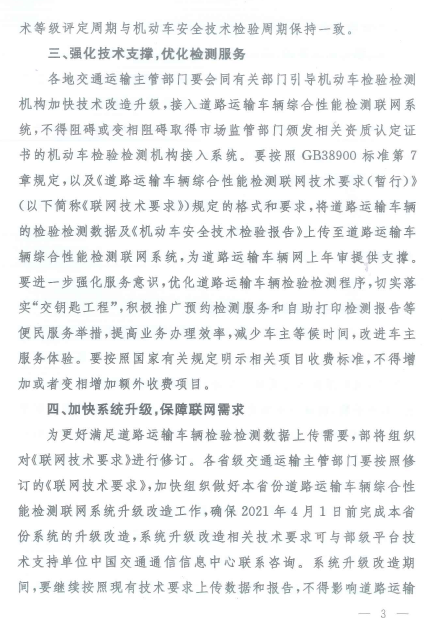 术等级评定周期与机动车安全技术检验周期保持一致。
三、强化技术支撑,优化检测服务
各地交通运输主管部门要会同有关部门引导机动车检验检测
机构加快技术改造升级,接入道路运输车辆综合性能检测联网系
统,不得阻碍或变相阻碍取得市场监管部门颁发相关资质认定证
书的机动车检验检测机构接入系统。要按照 GB38900 标准第 7
章规定,以及《道路运输车辆综合性能检测联网技术要求(暂行)》
(以下简称《联网技术要求》)规定的格式和要求,将道路运输车辆
的检验检测数据及《机动车安全技术检验报告》上传至道路运输车
辆综合性能检测联网系统,为道路运输车辆网上年审提供支撑。
要进一步强化服务意识,优化道路运输车辆检验检测程序,切实落
实“交钥匙工程”,积极推广预约检测服务和自助打印检测报告等
便民服务举措,提高业务办理效率,减少车主等候时间,改进车主
服务体验。要按照国家有关规定明示相关项目收费标准,不得增
加或者变相增加额外收费项目。
四、加快系统升级,保障联网需求
为更好满足道路运输车辆检验检测数据上传需要,部将组织
对《联网技术要求》进行修订。各省级交通运输主管部门要按照修
订的《联网技术要求》,加快组织做好本省份道路运输车辆综合性
能检测联网系统升级改造工作,确保 2021 年 4 月 1 日前完成本省
份系统的升级改造,系统升级改造相关技术要求可与部级平台技
术支持单位中国交通通信信息中心联系咨询。系统升级改造期
间,要继续按照现有技术要求上传数据和报告,不得影响道路运输
— 3 —